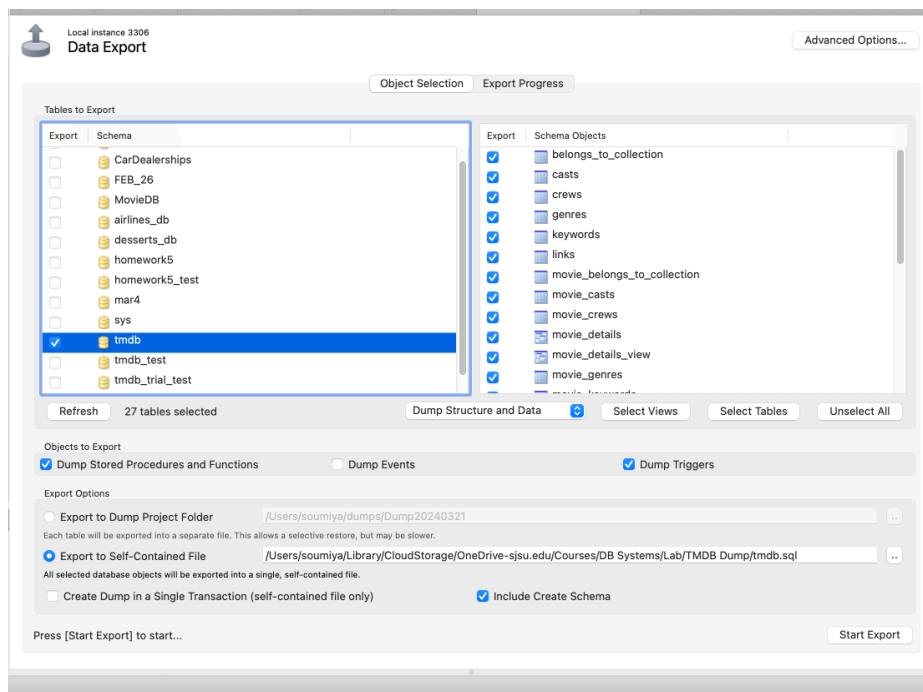 Local instance 3306
Data Export
Advanced Options...
Object Selection Export Progress
Tables to Export
Export Schema
CarDealerships
FEB_26
MovieDB
airlines_db
desserts_db
homework5
homework5_test
mar4
sys
tmdb
tmdb_test
tmdb_trial_test
Export Schema Objects
belongs_to_collection
casts
crews
genres
keywords
links
movie_belongs_to_collection
movie_casts
movie_crews
movie_details
movie_details_view
movie_genres
Refresh 27 tables selected Dump Structure and Data Select Views Select Tables Unselect All
Objects to Export
Dump Stored Procedures and Functions Dump Events Dump Triggers
Export Options
Export to Dump Project Folder /Users/soumiya/dumps/Dump20240321 ..
Each table will be exported into a separate file. This allows a selective restore, but may be slower.
Export to Self-Contained File /Users/soumiya/Library/CloudStorage/OneDrive-sjsu.edu/Courses/DB Systems/Lab/TMDB Dump/tmdb.sql ..
All selected database objects will be exported into a single, self-contained file.
Create Dump in a Single Transaction (self-contained file only) Include Create Schema
Press [Start Export] to start... Start Export